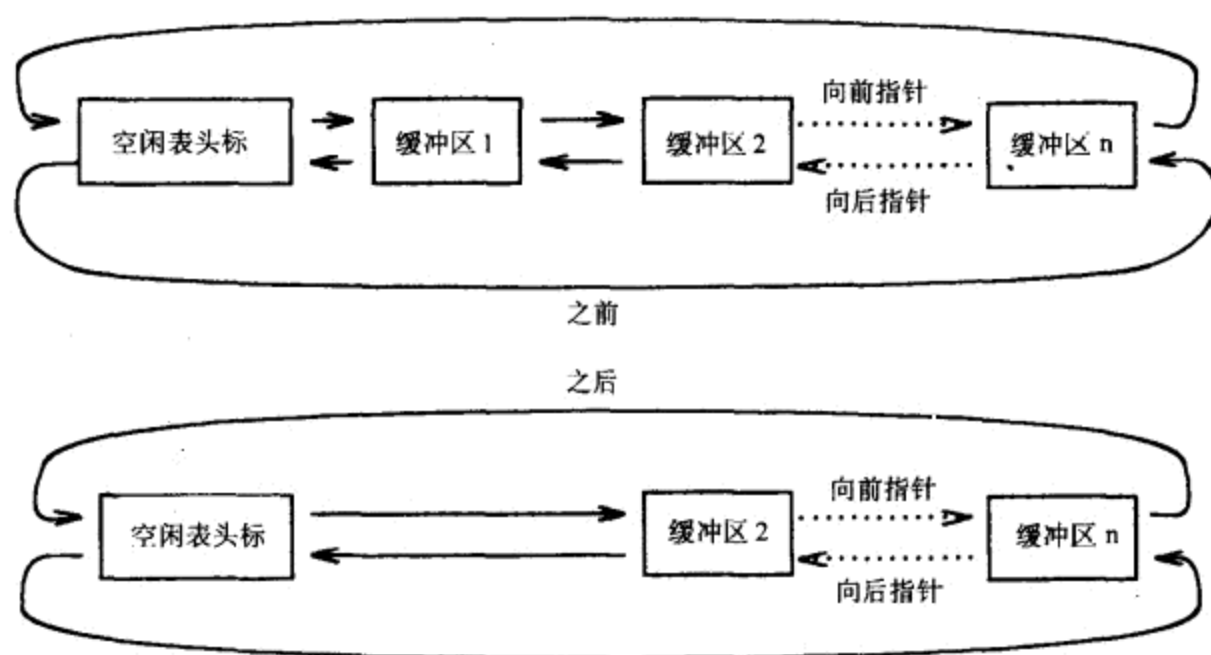 向前指针
空闲表头标
缓冲区 1
缓冲区 2
缓冲区 n
向后指针
之前
之后
向前指针
空闲表头标
缓冲区 2
缓冲区 n
向后指针